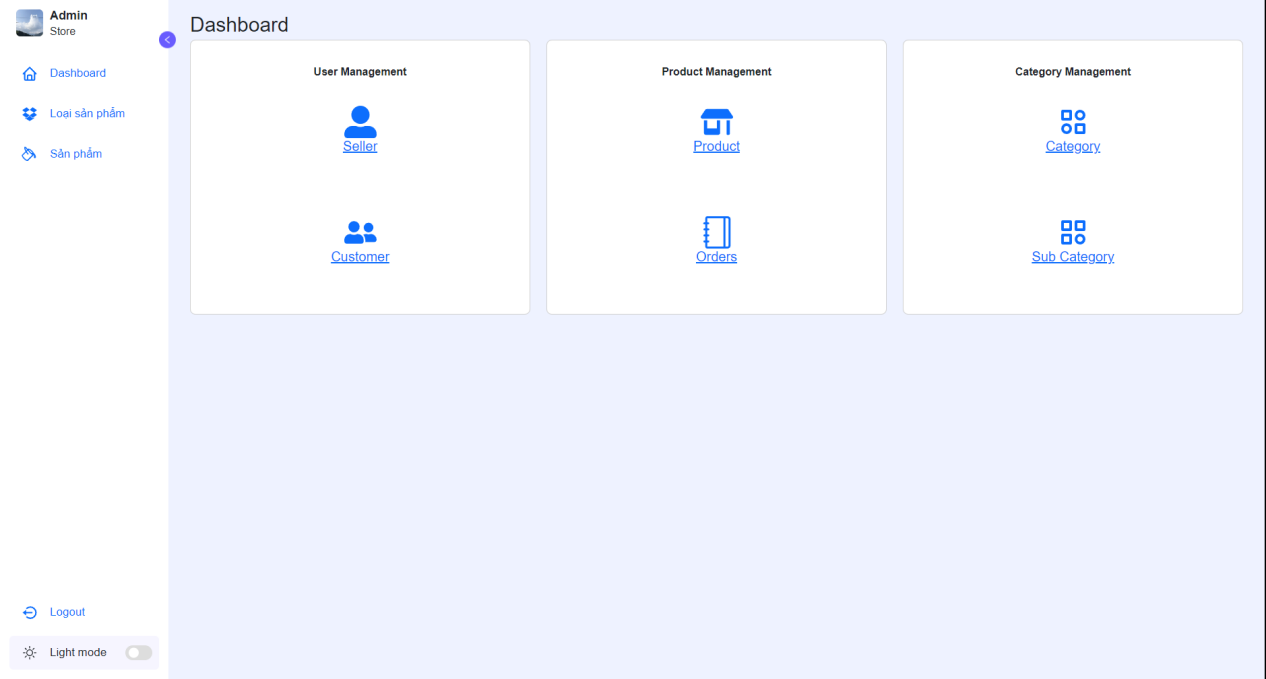 Admin
Store
Dashboard
Loại sản phẩm
Sản phẩm
Logout
Light mode
Dashboard
User Management
Seller
Customer
Product Management
Product
Orders
Category Management
Category
Sub Category